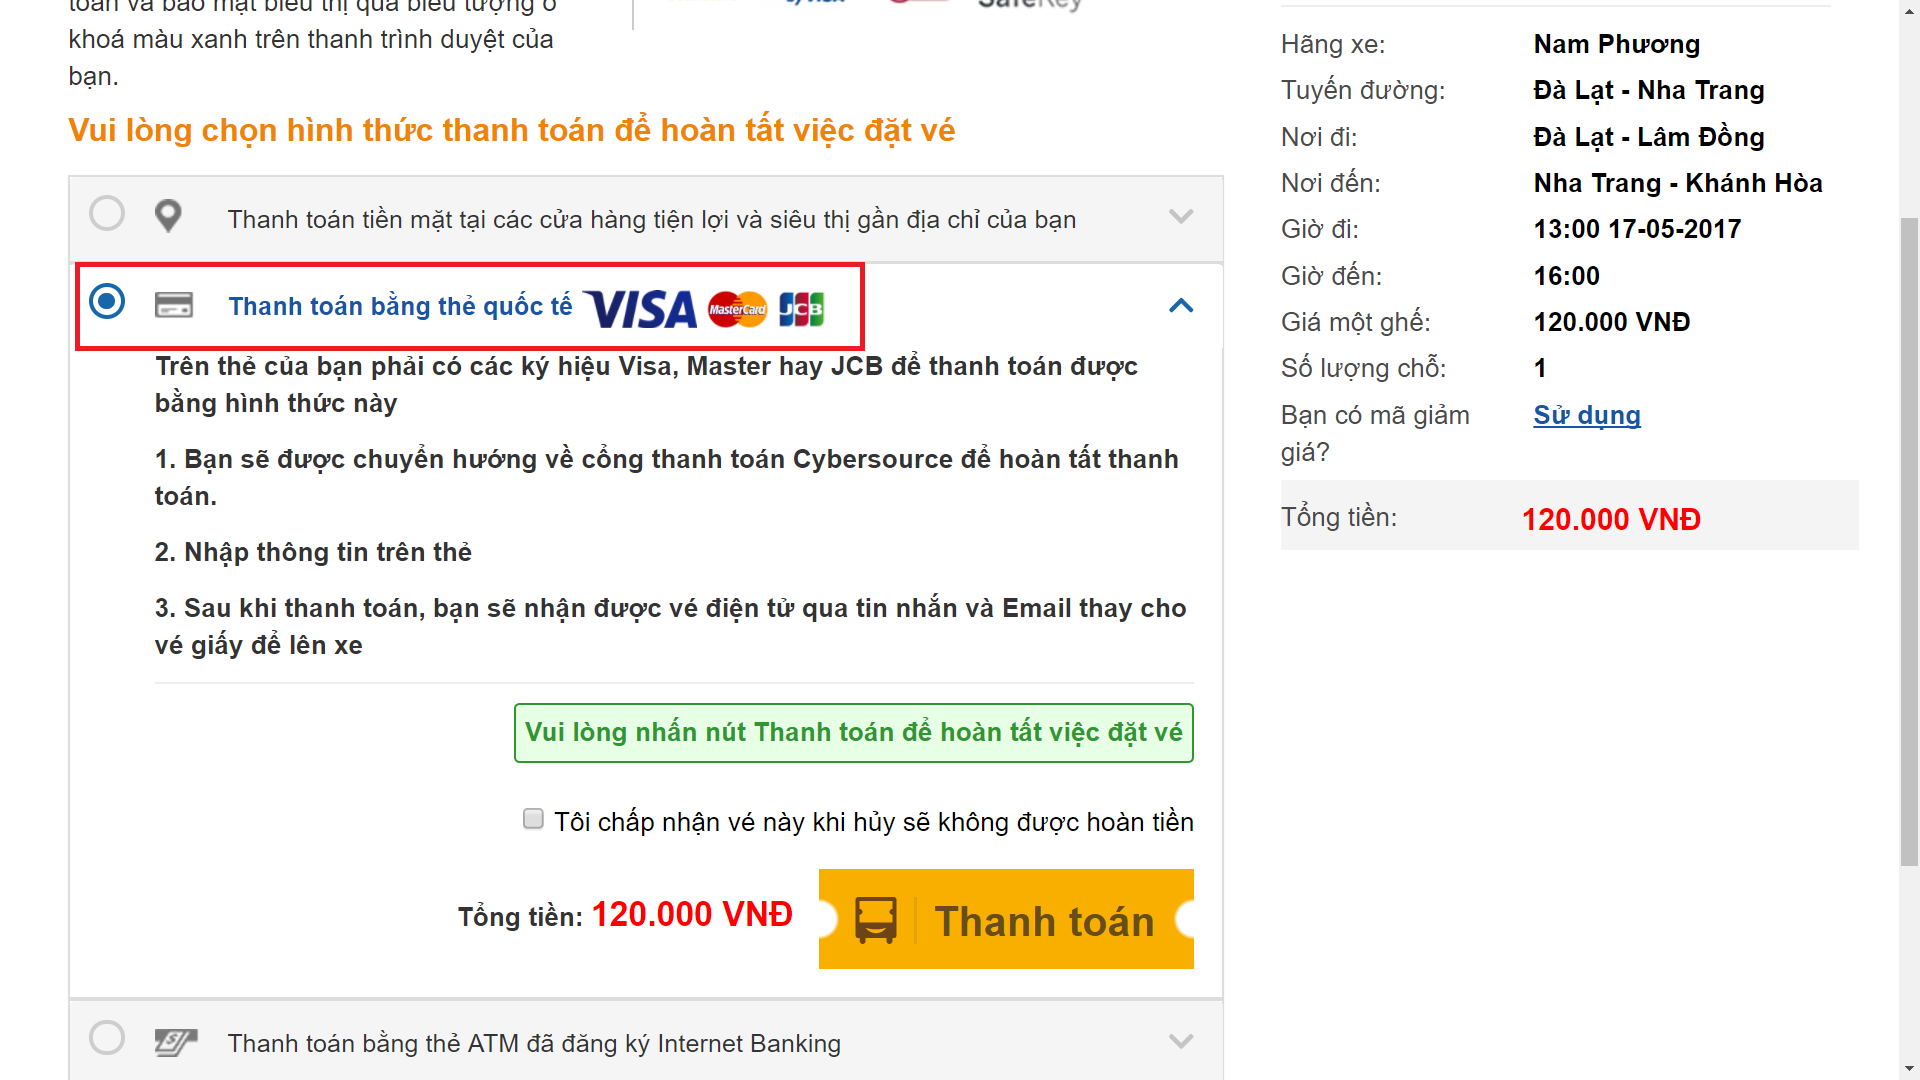 toàn và bảo mật biểu thị qua biểu tượng ổ
khoá màu xanh trên thanh trình duyệt của
bạn.
SafeKey
Vui lòng chọn hình thức thanh toán để hoàn tất việc đặt vé
Thanh toán tiền mặt tại các cửa hàng tiện lợi và siêu thị gần địa chỉ của bạn
Thanh toán bằng thẻ quốc tế VISA MasterCard JCB
Trên thẻ của bạn phải có các ký hiệu Visa, Master hay JCB để thanh toán được
bằng hình thức này
1. Bạn sẽ được chuyển hướng về cổng thanh toán Cybersource để hoàn tất thanh
toán.
2. Nhập thông tin trên thẻ
3. Sau khi thanh toán, bạn sẽ nhận được vé điện tử qua tin nhắn và Email thay cho
vé giấy để lên xe
Vui lòng nhấn nút Thanh toán để hoàn tất việc đặt vé
Tôi chấp nhận vé này khi hủy sẽ không được hoàn tiền
Tổng tiền: 120.000 VNĐ Thanh toán
Thanh toán bằng thẻ ATM đã đăng ký Internet Banking
Hãng xe: Nam Phương
Tuyến đường: Đà Lạt - Nha Trang
Nơi đi: Đà Lạt - Lâm Đồng
Nơi đến: Nha Trang - Khánh Hòa
Giờ đi: 13:00 17-05-2017
Giờ đến: 16:00
Giá một ghế: 120.000 VNĐ
Số lượng chỗ: 1
Bạn có mã giảm Sử dụng
giá?
Tổng tiền: 120.000 VNĐ